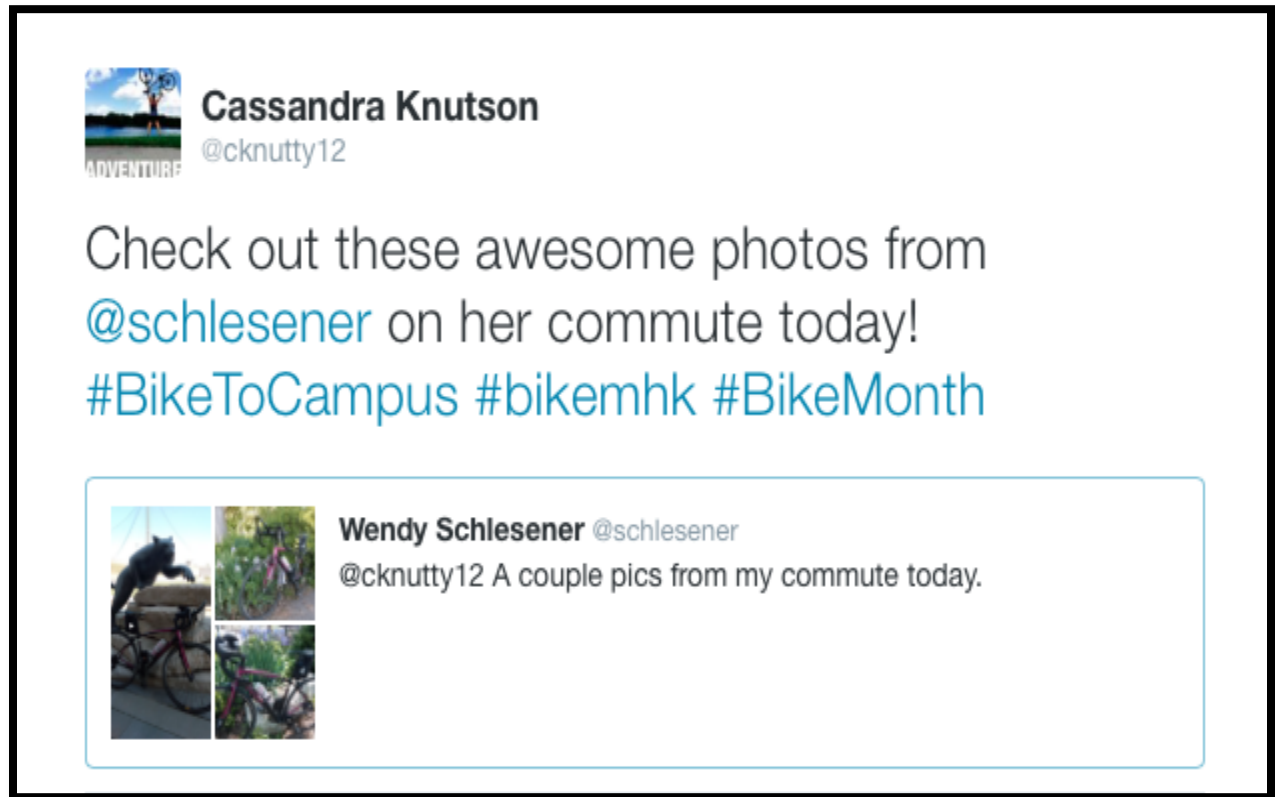 ADVENTURE
Cassandra Knutson
@cknutty12
Check out these awesome photos from
@schlesener on her commute today!
#BikeToCampus #bikemhk #BikeMonth
Wendy Schlesener @schlesener
@cknutty12 A couple pics from my commute today.